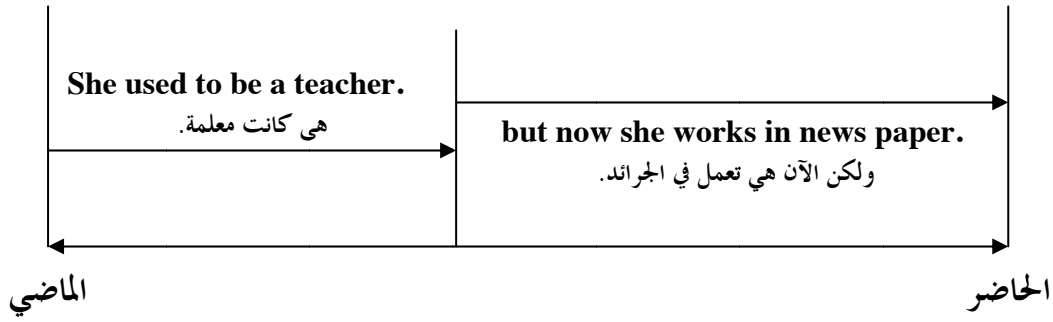 She used to be a teacher.
هى كانت معلمة.
but now she works in news paper.
ولكن الآن هي تعمل في الجرائد.
الماضي
الحاضر